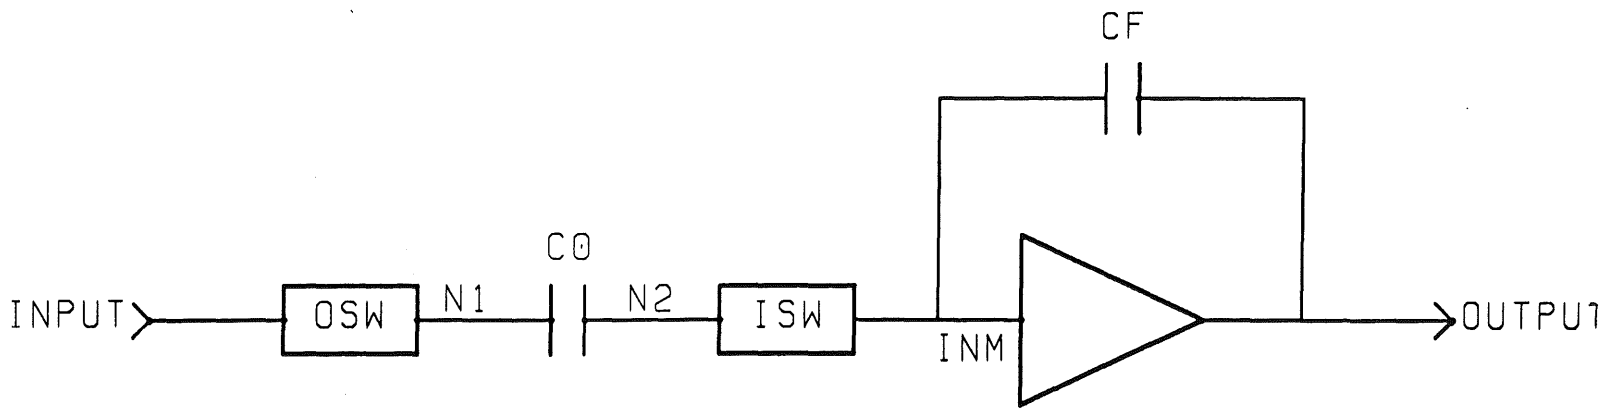 CF
C0
INPUT
OSW
N1
N2
ISW
INM
OUTPUT